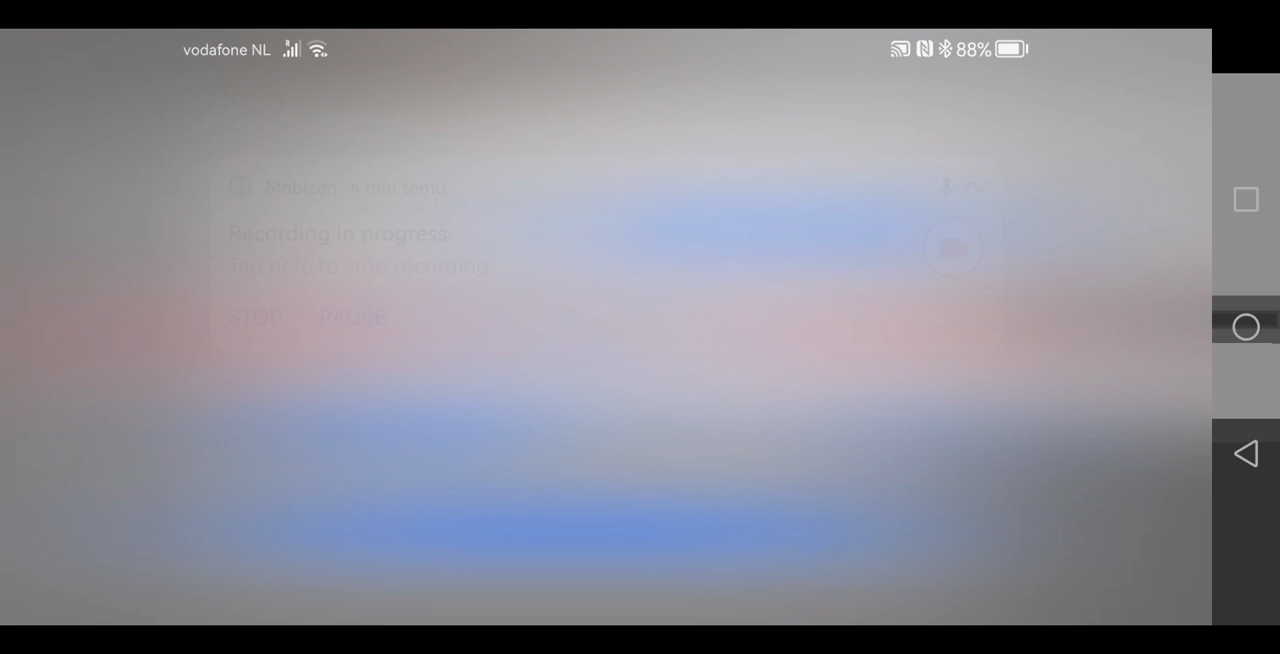 vodafone NL R 88%
Mobizen 4 min temu
Recording in progress
Tap here to stop recording
STOP PAUSE